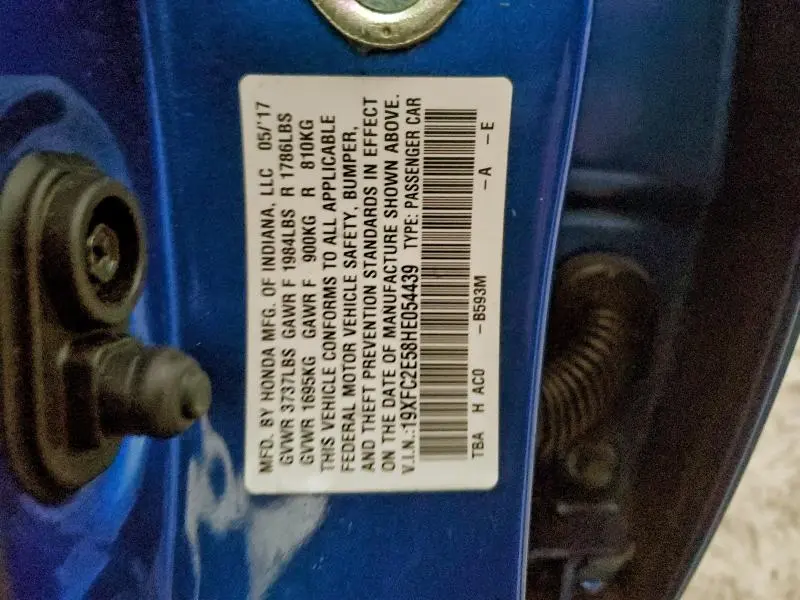 MFD. BY HONDA MFG. OF INDIANA, LLC 05/'17
GVWR 3737LBS GAWR F 1984LBS R 1786LBS
GVWR 1695KG GAWR F 900KG R 810KG
THIS VEHICLE CONFORMS TO ALL APPLICABLE
FEDERAL MOTOR VEHICLE SAFETY, BUMPER,
AND THEFT PREVENTION STANDARDS IN EFFECT
ON THE DATE OF MANUFACTURE SHOWN ABOVE.
V.I.N.:19XFC2E58HE054439 TYPE: PASSENGER CAR
TBA H AC0 -B593M -A -E